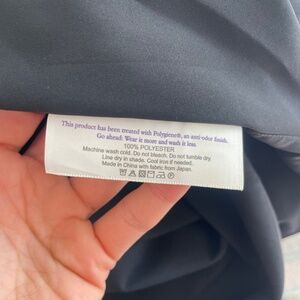 This product has been treated with Polygiene®, an anti-odor finish.
Go ahead: Wear it more and wash it less.
100% POLYESTER
Machine wash cold. Do not bleach. Do not tumble dry.
Line dry in shade. Cool iron if needed.
Made in China with fabric from Japan.